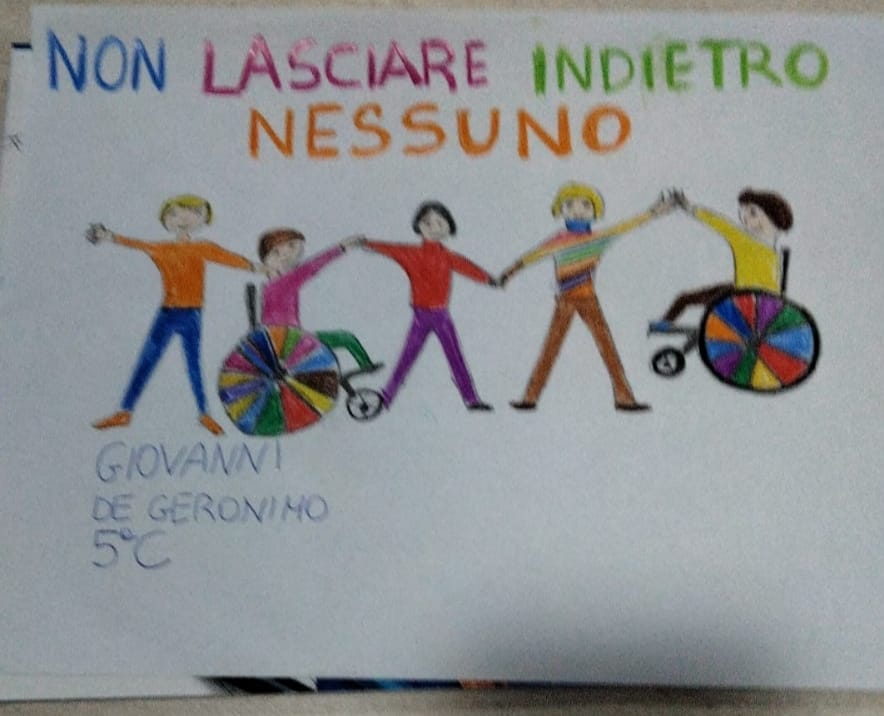 NON LASCIARE INDIETRO
NESSUNO
GIOVANNI
DE GERONIMO
5°C